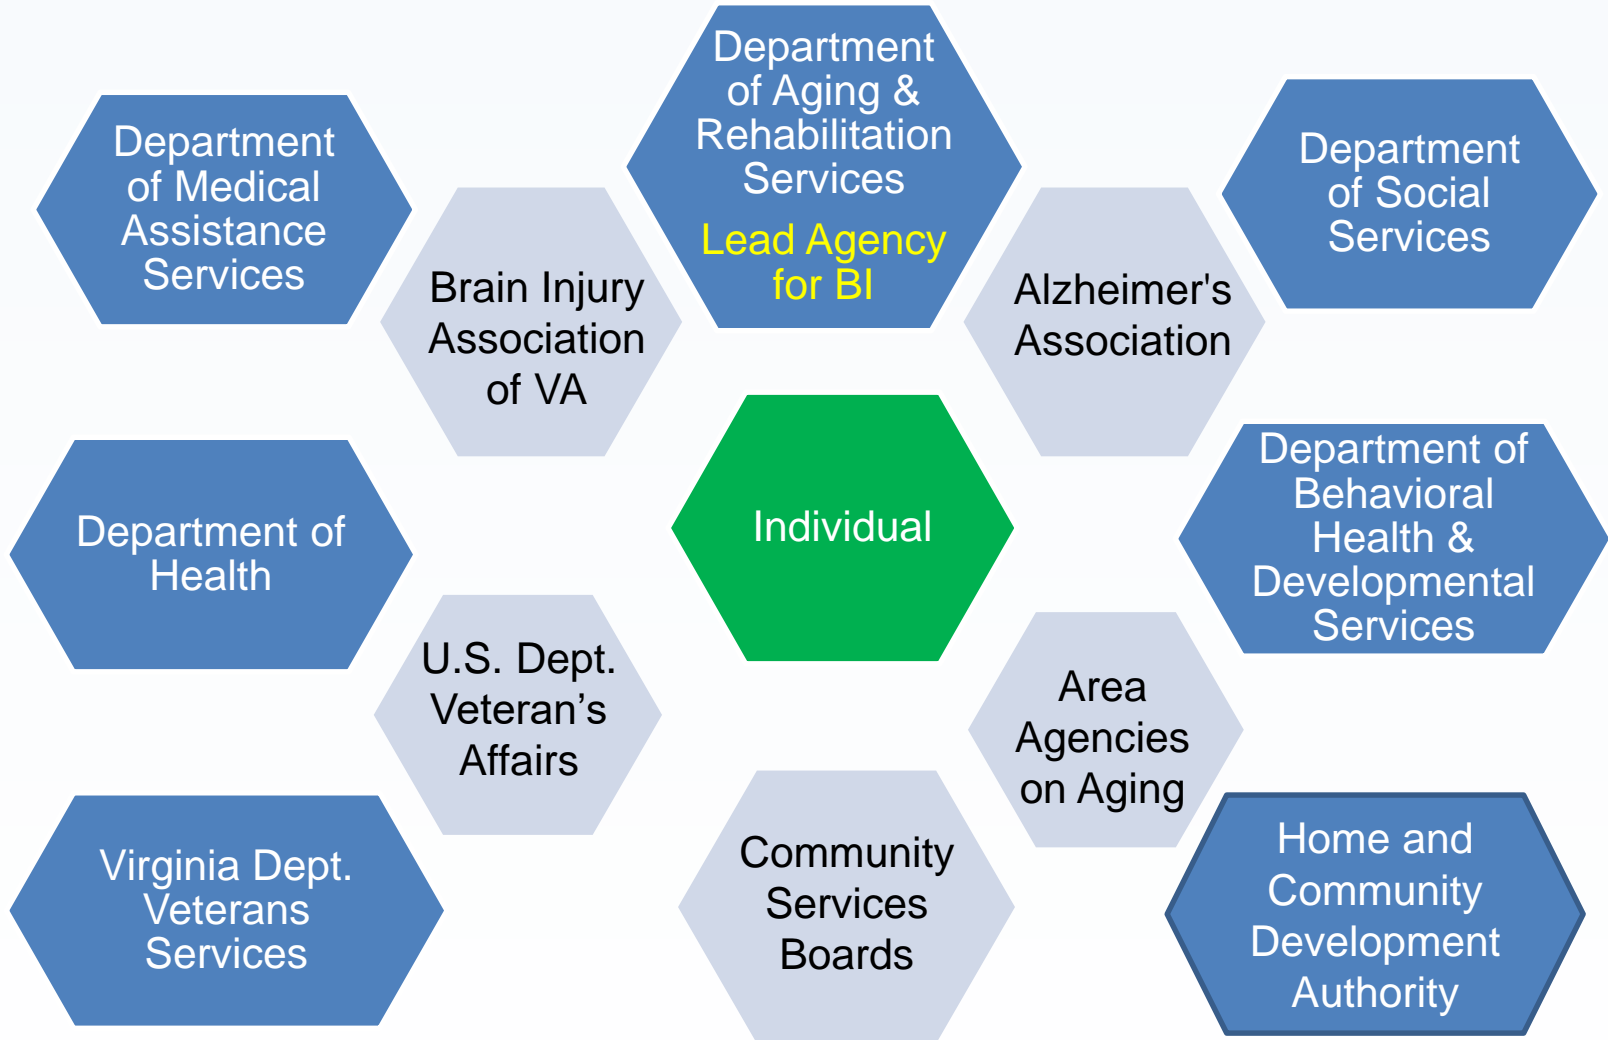 Department
of Aging &
Rehabilitation
Services
Lead Agency
for BI
Department
of Medical
Assistance
Services
Department
of Social
Services
Brain Injury
Association
of VA
Alzheimer's
Association
Individual
Department of
Health
Department of
Behavioral
Health &
Developmental
Services
U.S. Dept.
Veteran’s
Affairs
Area
Agencies
on Aging
Virginia Dept.
Veterans
Services
Community
Services
Boards
Home and
Community
Development
Authority